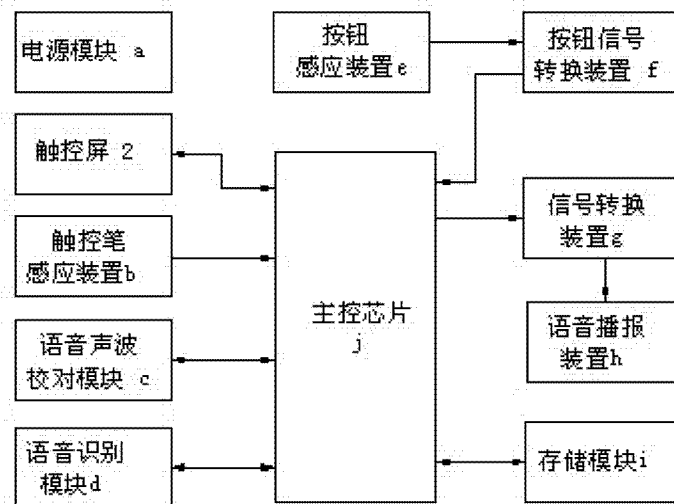 电源模块 a
按钮
感应装置e
按钮信号
转换装置 f
触控屏 2
触控笔
感应装置b
语音声波
校对模块 c
语音识别
模块d
主控芯片
j
信号转换
装置g
语音播报
装置h
存储模块i